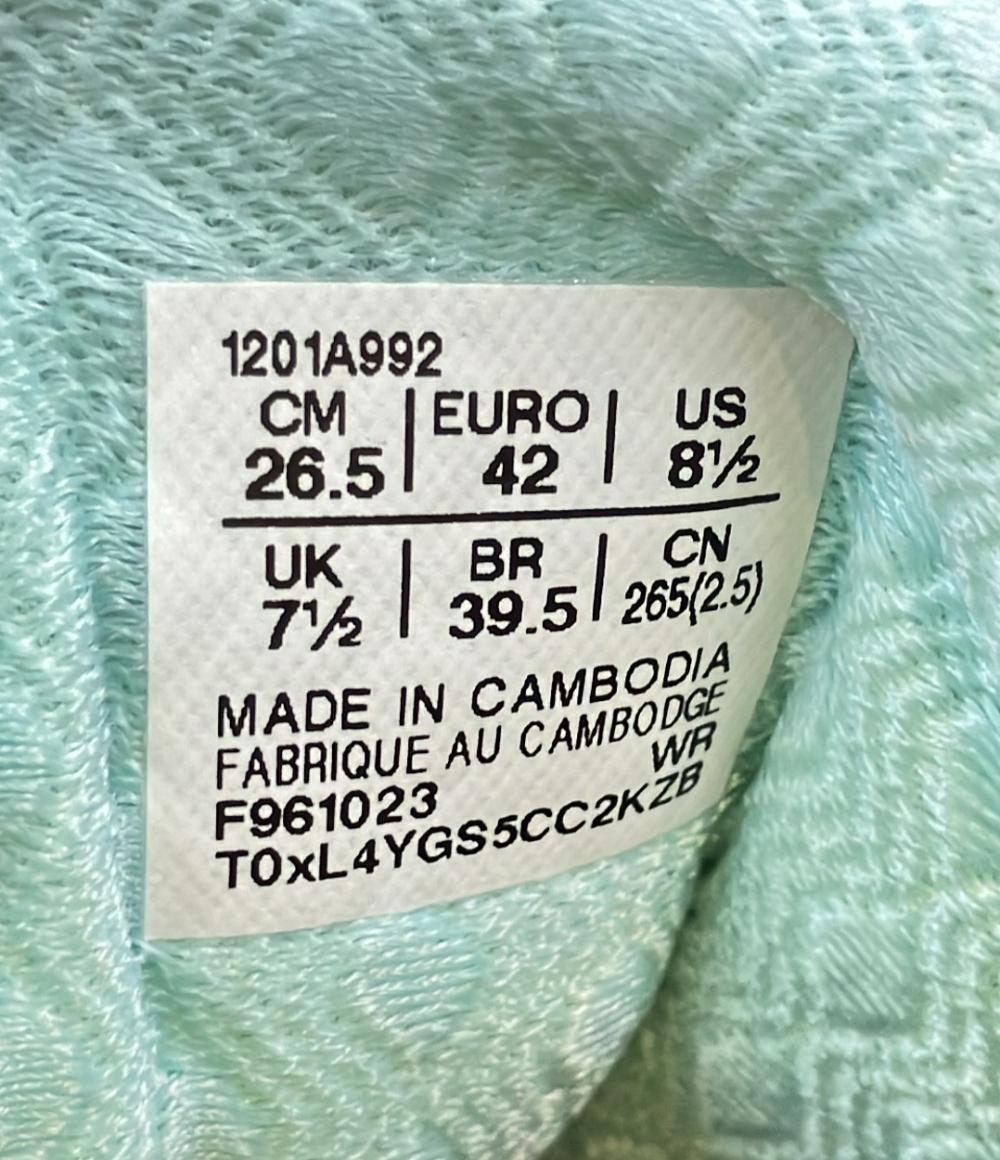 1201A992
CM | EURO | US
26.5 | 42 | 8½
UK | BR | CN
7½ | 39.5 | 265(2.5)
MADE IN CAMBODIA
FABRIQUE AU CAMBODGE
F961023 WR
T0xL4YGS5CC2KZB